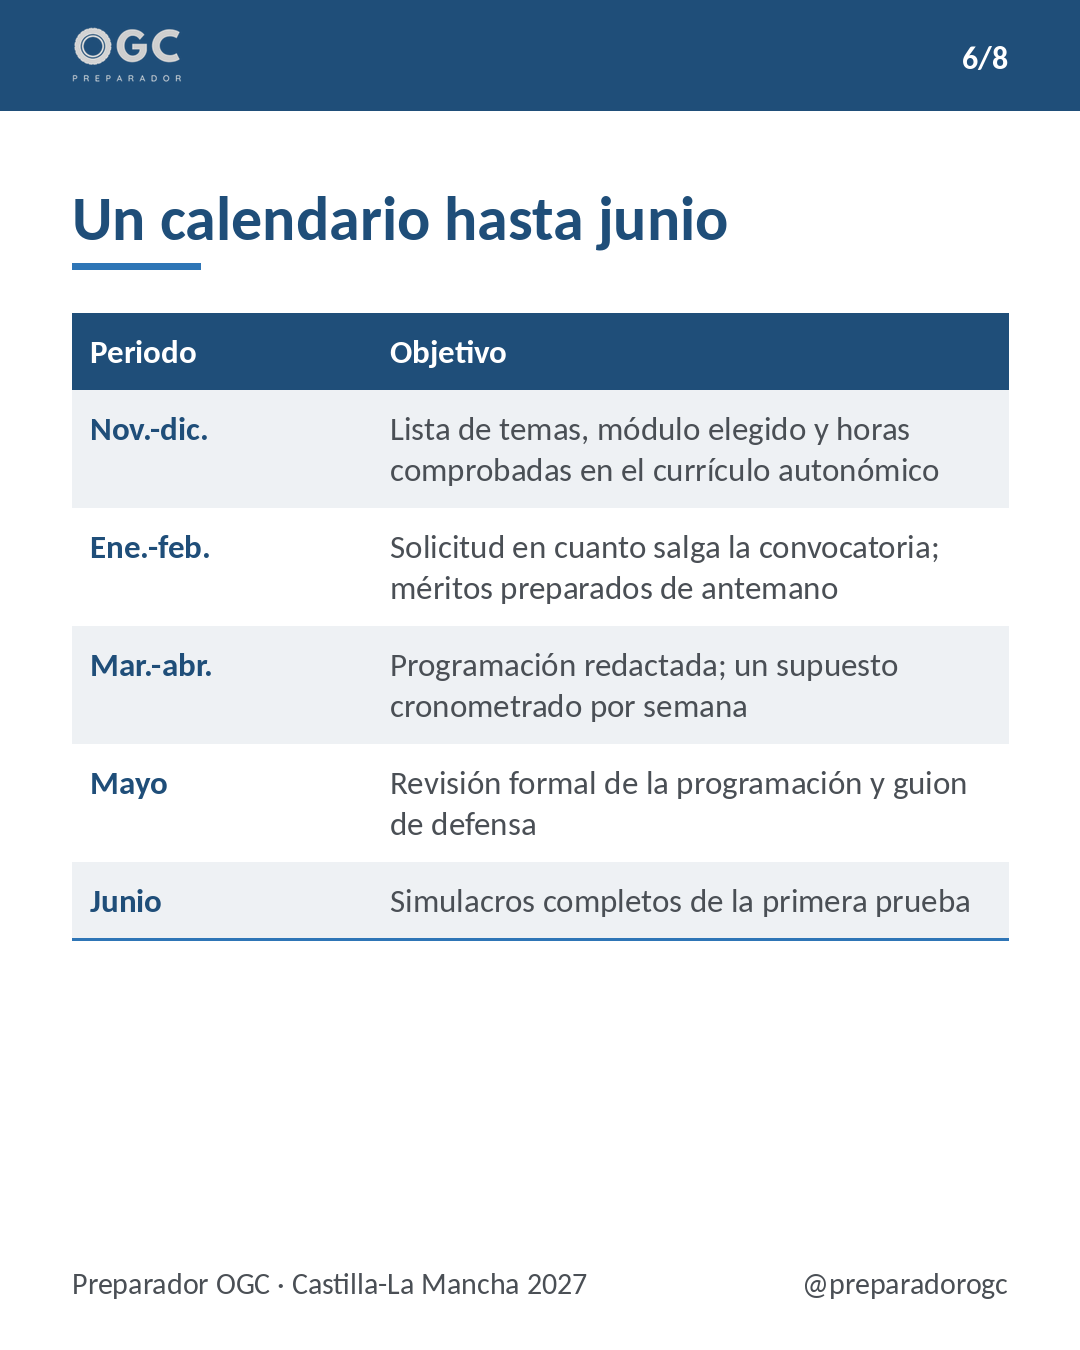 OGC
PREPARADOR
6/8
Un calendario hasta junio
Periodo Objetivo
Nov.-dic. Lista de temas, módulo elegido y horas
comprobadas en el currículo autonómico
Ene.-feb. Solicitud en cuanto salga la convocatoria;
méritos preparados de antemano
Mar.-abr. Programación redactada; un supuesto
cronometrado por semana
Mayo Revisión formal de la programación y guion
de defensa
Junio Simulacros completos de la primera prueba
Preparador OGC · Castilla-La Mancha 2027 @preparadorogc